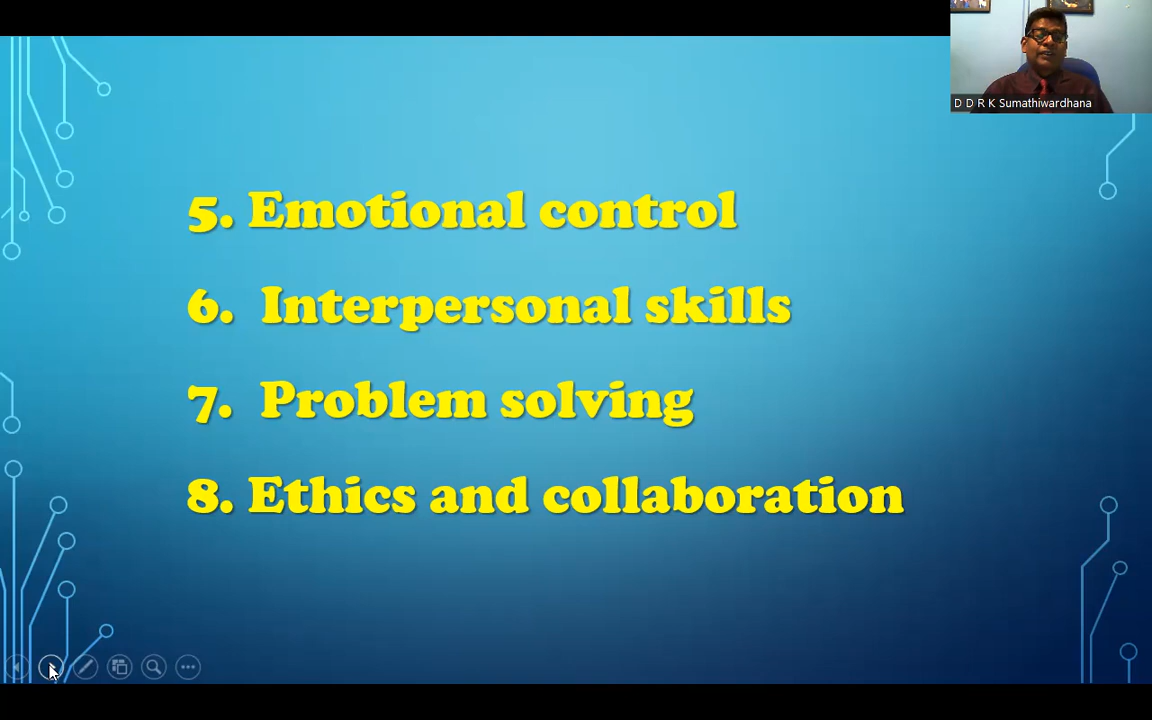 D D R K Sumathiwardhana
5. Emotional control
6. Interpersonal skills
7. Problem solving
8. Ethics and collaboration